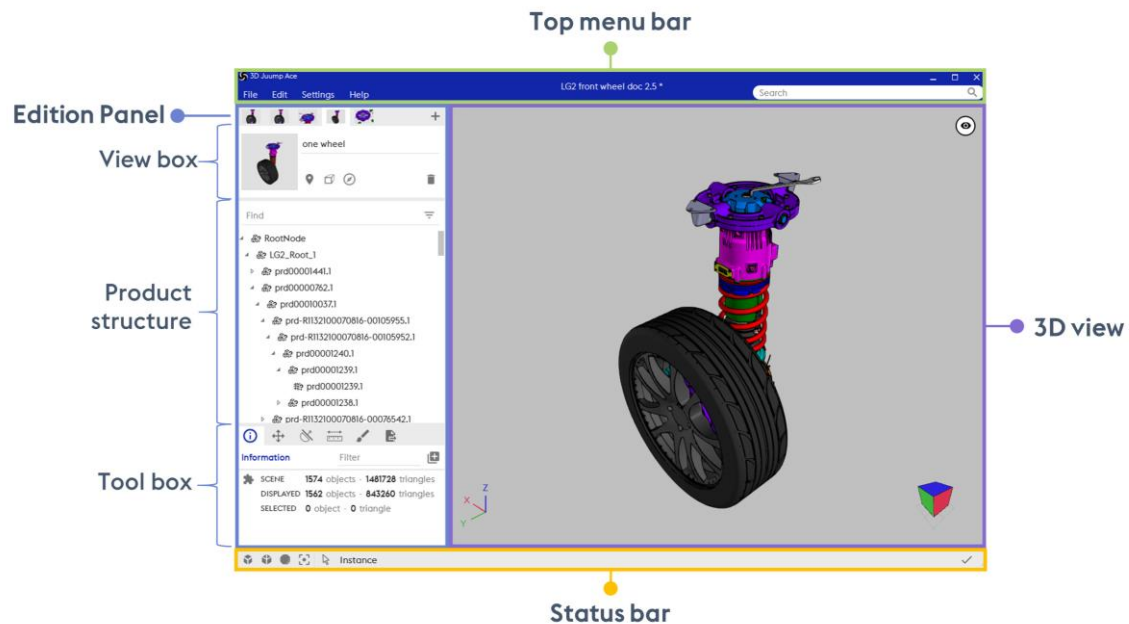 Top menu bar
3D Juump Ace
LG2 front wheel doc 2,5 *
File Edit Settings Help
Search
Edition Panel
View box
one wheel
Find
RootNode
LG2_Root_1
prd00001441.1
prd00000762.1
prd00010037.1
prd-R1132100070816-00105955.1
prd-R1132100070816-00105952.1
prd00001240.1
prd00001239.1
prd00001239.1
prd00001238.1
prd-R1132100070816-00076542.1
Product
structure
3D view
Tool box
Information Filter
SCENE 1574 objects - 1481728 triangles
DISPLAYED 1562 objects - 843260 triangles
SELECTED 0 object - 0 triangle
X Z
Y
Instance
Status bar